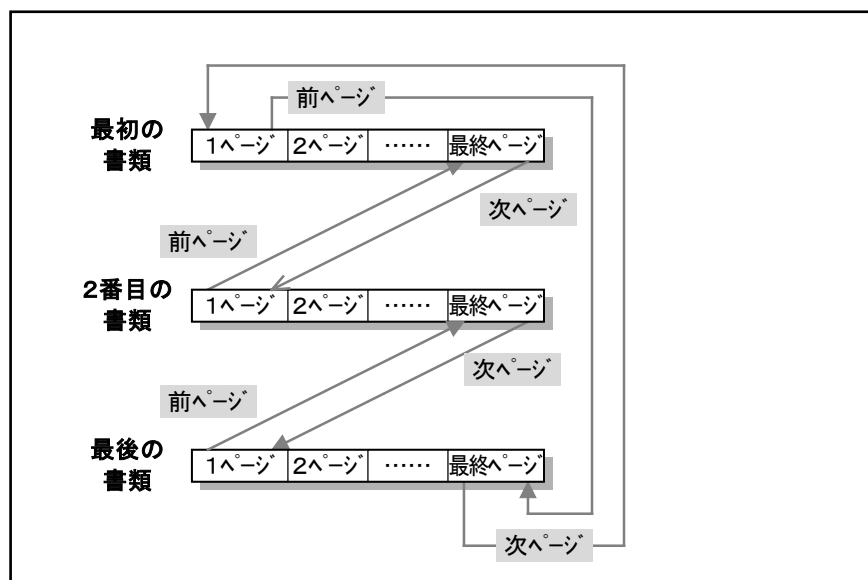 前ページ
最初の
書類
1ページ 2ページ …… 最終ページ
次ページ
前ページ
2番目の
書類
1ページ 2ページ …… 最終ページ
次ページ
前ページ
最後の
書類
1ページ 2ページ …… 最終ページ
次ページ